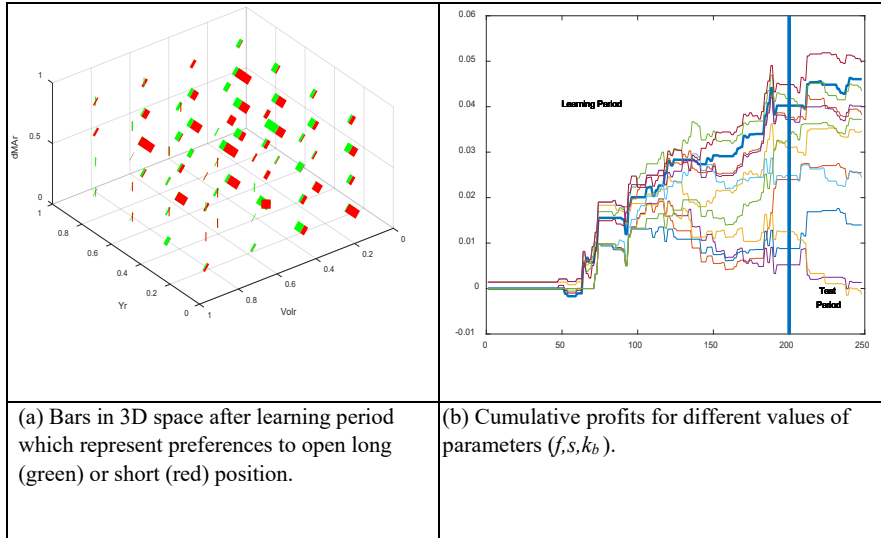 1
0.5
0
dMAr
1
0.8
0.6
0.4
0.2
0
Yr
1
0.8
0.6
0.4
0.2
0
Volr
0.06
0.05
0.04
0.03
0.02
0.01
0
-0.01
0
50
100
150
200
250
Learning Period
Test
Period
(a) Bars in 3D space after learning period
which represent preferences to open long
(green) or short (red) position.
(b) Cumulative profits for different values of
parameters (f,s,k_b ).